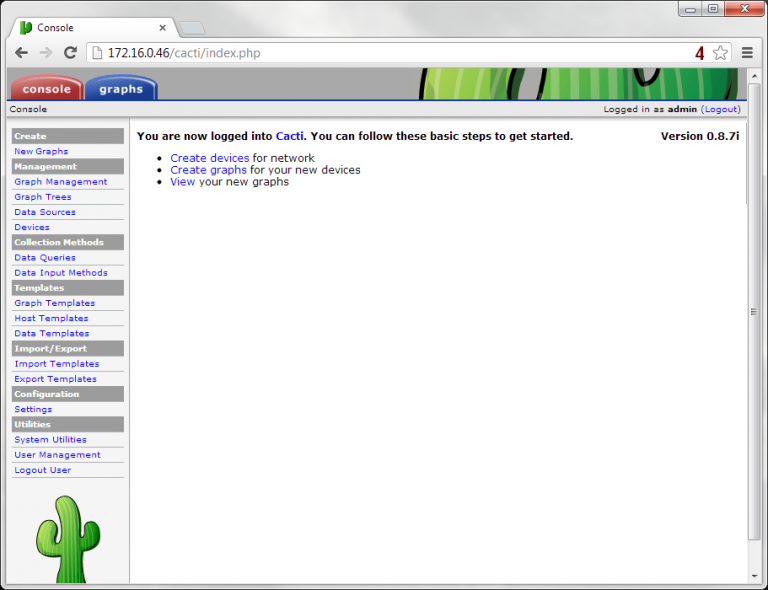 Console
172.16.0.46/cacti/index.php
4
console graphs
Console
Logged in as admin (Logout)
Create
New Graphs
Management
Graph Management
Graph Trees
Data Sources
Devices
Collection Methods
Data Queries
Data Input Methods
Templates
Graph Templates
Host Templates
Data Templates
Import/Export
Import Templates
Export Templates
Configuration
Settings
Utilities
System Utilities
User Management
Logout User
You are now logged into Cacti. You can follow these basic steps to get started.
Version 0.8.7i
Create devices for network
Create graphs for your new devices
View your new graphs